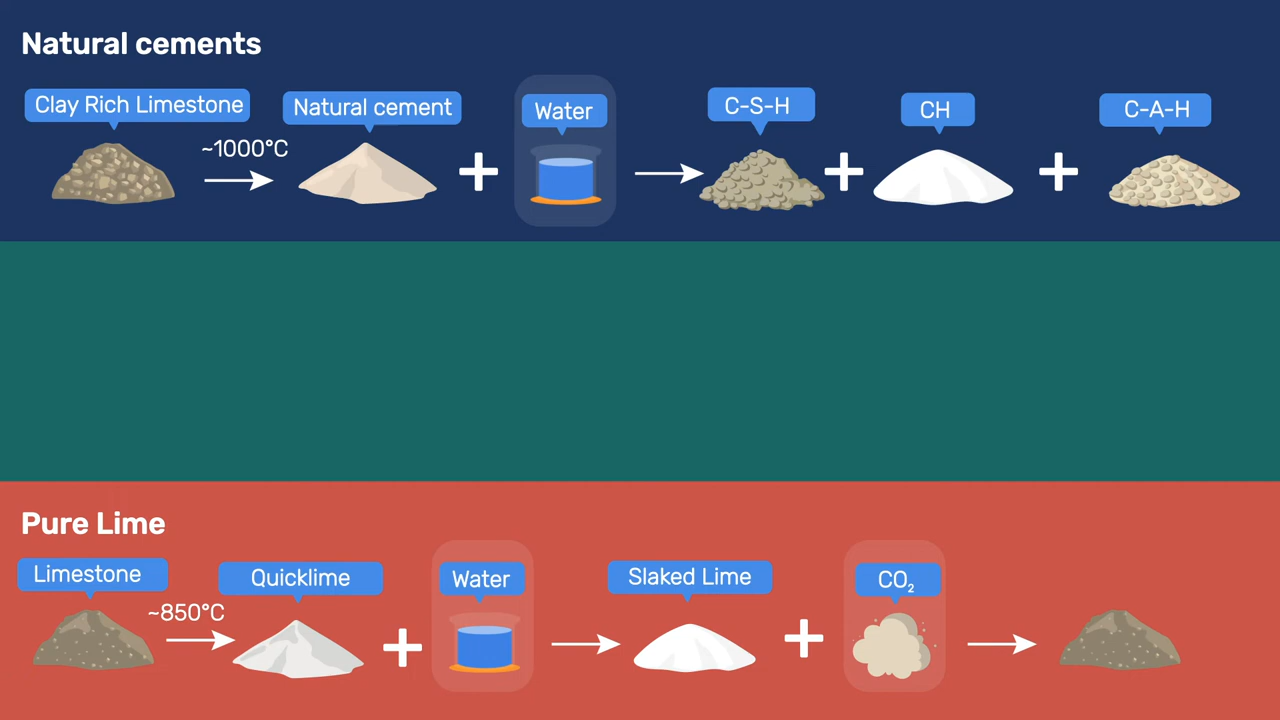 Natural cements
Clay Rich Limestone
~1000°C
Natural cement
Water
C-S-H
CH
C-A-H
Pure Lime
Limestone
~850°C
Quicklime
Water
Slaked Lime
CO₂